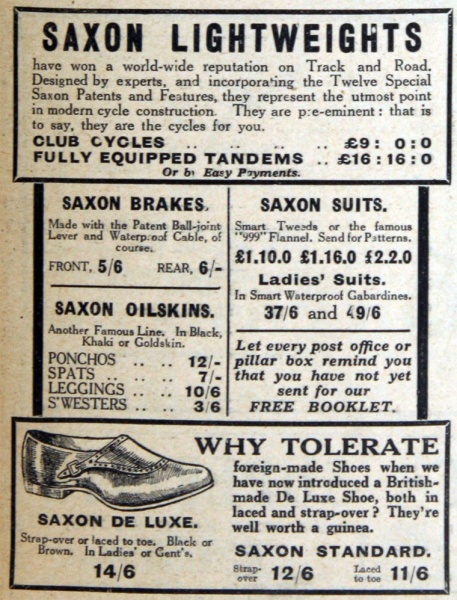 SAXON LIGHTWEIGHTS
have won a world-wide reputation on Track and Road.
Designed by experts, and incorporating the Twelve Special
Saxon Patents and Features, they represent the utmost point
in modern cycle construction. They are pre-eminent: that is
to say, they are the cycles for you.
CLUB CYCLES .. .. .. .. £9 : 0 : 0
FULLY EQUIPPED TANDEMS .. £16 : 16 : 0
Or by Easy Payments.
SAXON BRAKES.
Made with the Patent Ball-joint
Lever and Waterproof Cable, of
course.
FRONT, 5/6 REAR, 6/-
SAXON OILSKINS.
Another Famous Line. In Black,
Khaki or Goldskin.
PONCHOS .. .. 12/-
SPATS .. .. .. 7/-
LEGGINGS .. .. 10/6
S'WESTERS .. .. 3/6
SAXON SUITS.
Smart Tweeds or the famous
"999" Flannel. Send for Patterns.
£1.10.0 £1.16.0 £2.2.0
Ladies' Suits.
In Smart Waterproof Gabardines.
37/6 and 49/6
Let every post office or
pillar box remind you
that you have not yet
sent for our
FREE BOOKLET.
SAXON DE LUXE.
Strap-over or laced to toe. Black or
Brown. In Ladies' or Gent's.
14/6
WHY TOLERATE
foreign-made Shoes when we
have now introduced a British-
made De Luxe Shoe, both in
laced and strap-over? They're
well worth a guinea.
SAXON STANDARD.
Strap-over 12/6 Laced to toe 11/6